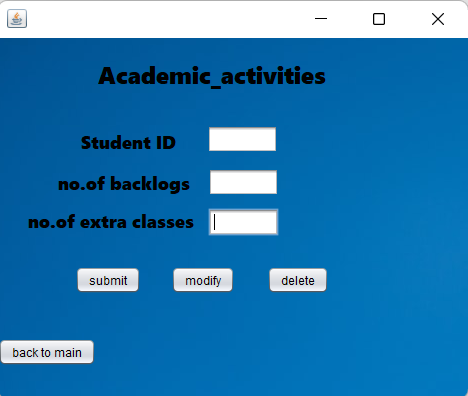 Academic_activities
Student ID
no.of backlogs
no.of extra classes
submit modify delete
back to main